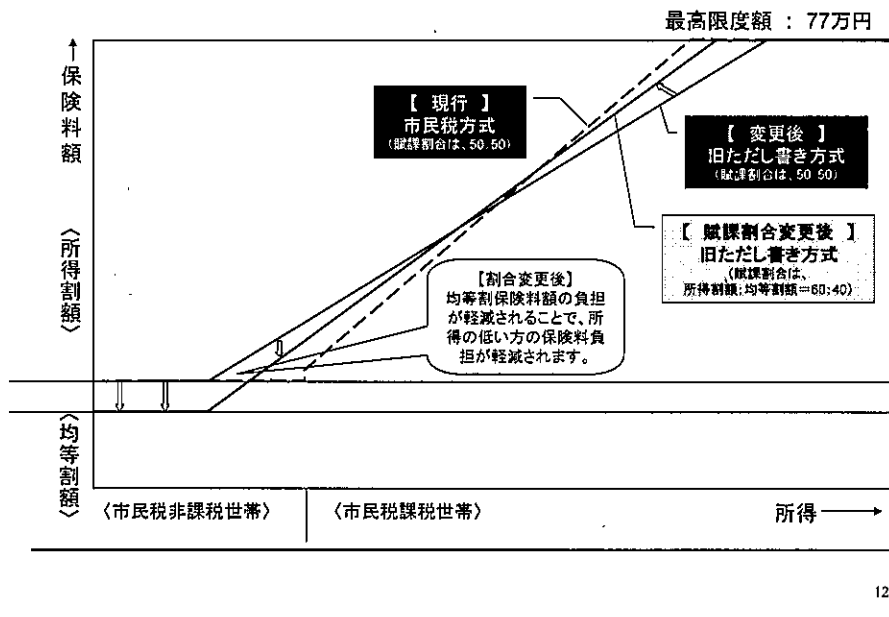 最高限度額 : 77万円
↑保険料額
〈所得割額〉
〈均等割額〉
【 現行 】
市民税方式
(賦課割合は、50:50)
【 変更後 】
旧ただし書き方式
(賦課割合は、50:50)
【 賦課割合変更後 】
旧ただし書き方式
(賦課割合は、
所得割額:均等割額=60:40)
【割合変更後】
均等割保険料額の負担
が軽減されることで、所
得の低い方の保険料負
担が軽減されます。
〈市民税非課税世帯〉
〈市民税課税世帯〉
所得→
12